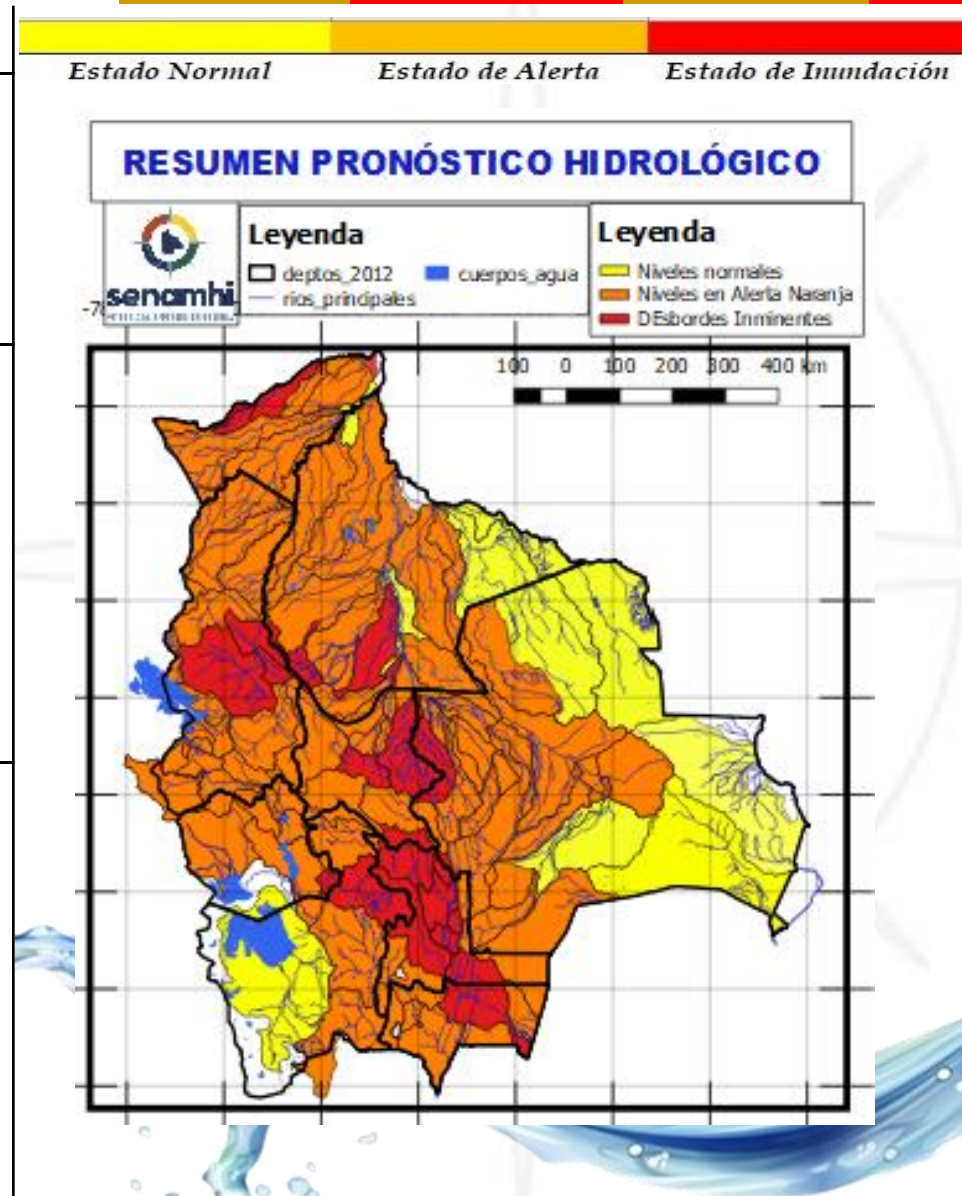 Estado Normal Estado de Alerta Estado de Inundación
RESUMEN PRONÓSTICO HIDROLÓGICO
senamhi
Leyenda
deptos_2012 cuerpos_agua
rios_principales
Leyenda
Niveles normales
Niveles en Alerta Naranja
DEsbordes Inminentes
100 0 100 200 300 400 km